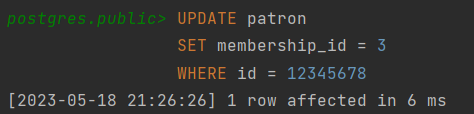 postgres.public> UPDATE patron
SET membership_id = 3
WHERE id = 12345678
[2023-05-18 21:26:26] 1 row affected in 6 ms